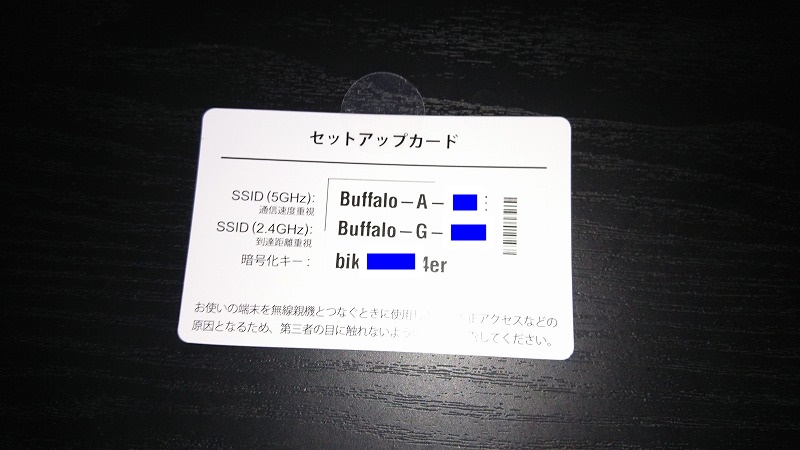 セットアップカード
SSID (5GHz): Buffalo-A-
通信速度重視
SSID (2.4GHz): Buffalo-G-
到達距離重視
暗号化キー: bik 4er
お使いの端末を無線親機とつなぐときに使用し 正アクセスなどの
原因となるため、第三者の目に触れないよう してください。